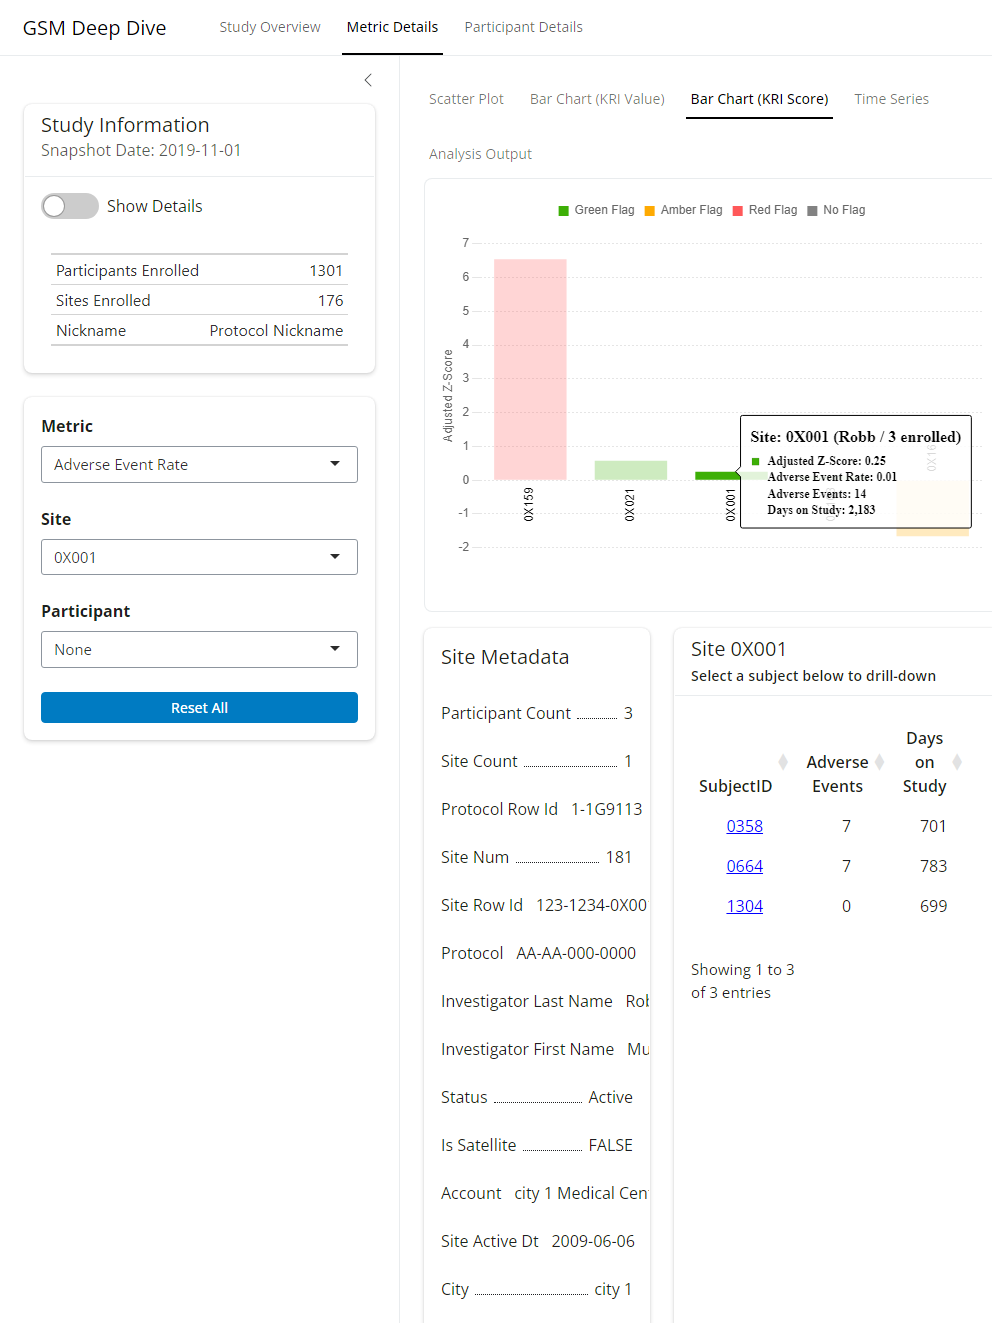 GSM Deep Dive
Study Overview
Metric Details
Participant Details
Study Information
Snapshot Date: 2019-11-01
Show Details
Participants Enrolled 1301
Sites Enrolled 176
Nickname Protocol Nickname
Metric
Adverse Event Rate
Site
0X001
Participant
None
Reset All
Scatter Plot
Bar Chart (KRI Value)
Bar Chart (KRI Score)
Time Series
Analysis Output
Green Flag Amber Flag Red Flag No Flag
Adjusted Z-Score
7
6
5
4
3
2
1
0
-1
-2
0X159
0X021
0X001
Site: 0X001 (Robb / 3 enrolled)
Adjusted Z-Score: 0.25
Adverse Event Rate: 0.01
Adverse Events: 14
Days on Study: 2,183
Site Metadata
Participant Count 3
Site Count 1
Protocol Row Id 1-1G9113
Site Num 181
Site Row Id 123-1234-0X00
Protocol AA-AA-000-0000
Investigator Last Name Rob
Investigator First Name Mu
Status Active
Is Satellite FALSE
Account city 1 Medical Cen
Site Active Dt 2009-06-06
City city 1
Site 0X001
Select a subject below to drill-down
SubjectID
Adverse
Events
Days
on
Study
0358 7 701
0664 7 783
1304 0 699
Showing 1 to 3
of 3 entries